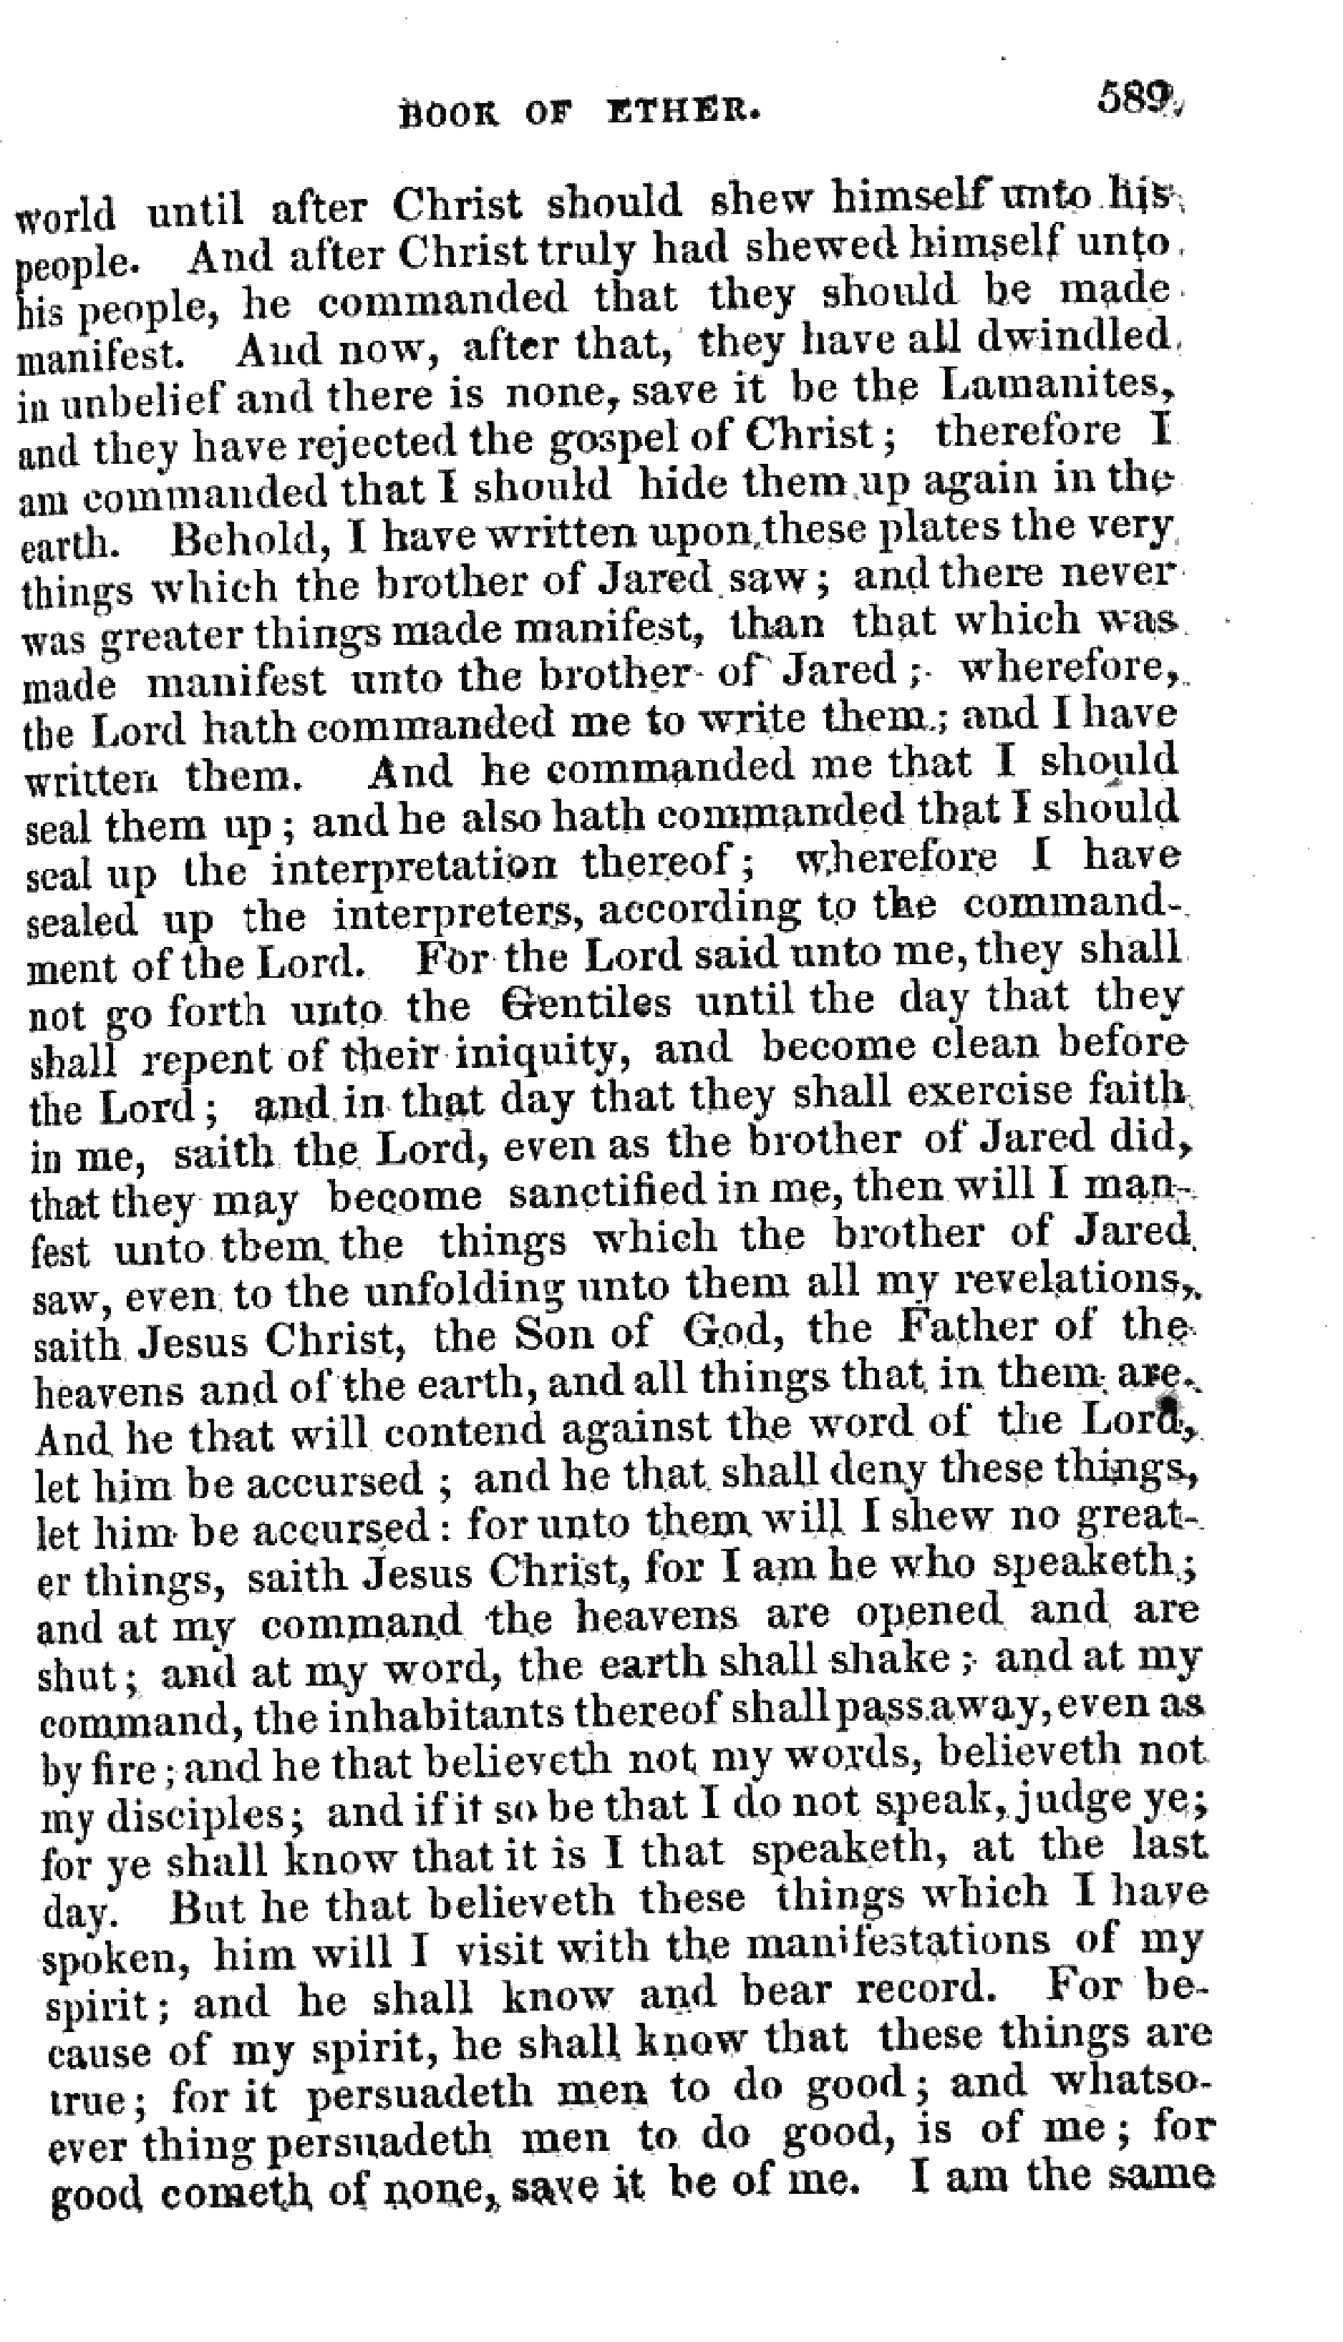 BOOK OF ETHER. 589
world until after Christ should shew himself unto his
people. And after Christ truly had shewed himself unto
his people, he commanded that they should be made
manifest. And now, after that, they have all dwindled
in unbelief and there is none, save it be the Lamanites,
and they have rejected the gospel of Christ; therefore I
am commanded that I should hide them up again in the
earth. Behold, I have written upon these plates the very
things which the brother of Jared saw; and there never
was greater things made manifest, than that which was
made manifest unto the brother of Jared; wherefore,
the Lord hath commanded me to write them; and I have
written them. And he commanded me that I should
seal them up; and he also hath commanded that I should
seal up the interpretation thereof; wherefore I have
sealed up the interpreters, according to the command-
ment of the Lord. For the Lord said unto me, they shall
not go forth unto the Gentiles until the day that they
shall repent of their iniquity, and become clean before
the Lord; and in that day that they shall exercise faith
in me, saith the Lord, even as the brother of Jared did,
that they may become sanctified in me, then will I man-
fest unto them the things which the brother of Jared
saw, even to the unfolding unto them all my revelations,
saith Jesus Christ, the Son of God, the Father of the
heavens and of the earth, and all things that in them are.
And he that will contend against the word of the Lord,
let him be accursed; and he that shall deny these things,
let him be accursed: for unto them will I shew no great-
er things, saith Jesus Christ, for I am he who speaketh;
and at my command the heavens are opened and are
shut; and at my word, the earth shall shake; and at my
command, the inhabitants thereof shall pass away, even as
by fire; and he that believeth not my words, believeth not
my disciples; and if it so be that I do not speak, judge ye;
for ye shall know that it is I that speaketh, at the last
day. But he that believeth these things which I have
spoken, him will I visit with the manifestations of my
spirit; and he shall know and bear record. For be-
cause of my spirit, he shall know that these things are
true; for it persuadeth men to do good; and whatso-
ever thing persuadeth men to do good, is of me; for
good cometh of none, save it be of me. I am the same